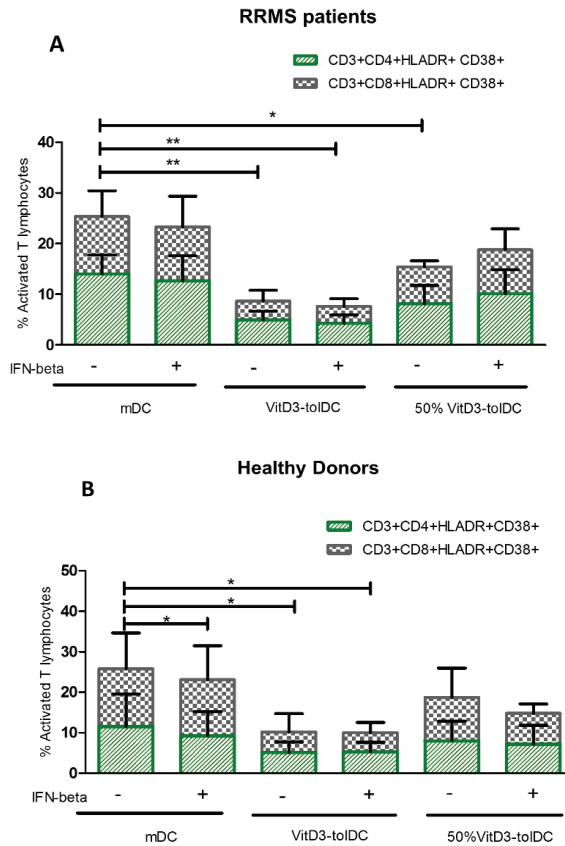 RRMS patients
A
CD3+CD4+HLADR+ CD38+
CD3+CD8+HLADR+ CD38+
% Activated T lymphocytes
40
30
20
10
0
*
**
**
IFN-beta - + - + - +
mDC VitD3-tolDC 50% VitD3-tolDC
Healthy Donors
B
CD3+CD4+HLADR+CD38+
CD3+CD8+HLADR+CD38+
% Activated T lymphocytes
50
40
30
20
10
0
*
*
*
IFN-beta - + - + - +
mDC VitD3-tolDC 50%VitD3-tolDC